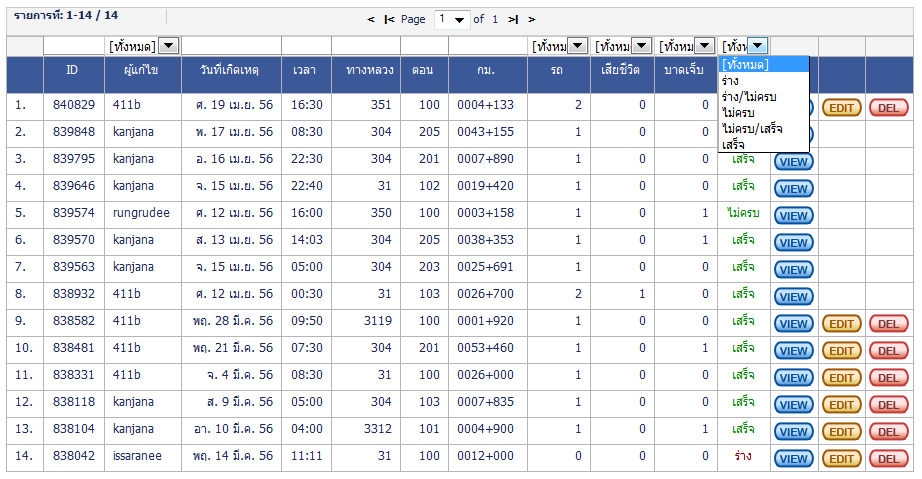 รายการที่: 1-14 / 14
< |< Page 1 of 1 >| >
[ทั้งหมด] [ทั้งหม [ทั้งหม [ทั้งหม [ทั้งห
[ทั้งหมด]
ร่าง
ร่าง/ไม่ครบ
ไม่ครบ
ไม่ครบ/เสร็จ
เสร็จ
ID ผู้แก้ไข วันที่เกิดเหตุ เวลา ทางหลวง ตอน กม. รถ เสียชีวิต บาดเจ็บ
1. 840829 411b ศ. 19 เม.ย. 56 16:30 351 100 0004+133 2 0 0 EDIT DEL
2. 839848 kanjana พ. 17 เม.ย. 56 08:30 304 205 0043+155 1 0 0
3. 839795 kanjana อ. 16 เม.ย. 56 22:30 304 201 0007+890 1 0 0 เสร็จ VIEW
4. 839646 kanjana จ. 15 เม.ย. 56 22:40 31 102 0019+420 1 0 0 เสร็จ VIEW
5. 839574 rungrudee ศ. 12 เม.ย. 56 16:00 350 100 0003+158 1 0 1 ไม่ครบ VIEW
6. 839570 kanjana ส. 13 เม.ย. 56 14:03 304 205 0038+353 1 0 1 เสร็จ VIEW
7. 839563 kanjana จ. 15 เม.ย. 56 05:00 304 203 0025+691 1 0 0 เสร็จ VIEW
8. 838932 411b ศ. 12 เม.ย. 56 00:30 31 103 0026+700 2 1 0 เสร็จ VIEW
9. 838582 411b พฤ. 28 มี.ค. 56 09:50 3119 100 0001+920 1 0 0 เสร็จ VIEW EDIT DEL
10. 838481 411b พฤ. 21 มี.ค. 56 07:30 304 201 0053+460 1 0 1 เสร็จ VIEW EDIT DEL
11. 838331 411b จ. 4 มี.ค. 56 08:30 31 100 0026+000 1 0 0 เสร็จ VIEW EDIT DEL
12. 838118 kanjana ส. 9 มี.ค. 56 05:00 304 103 0007+835 1 0 0 เสร็จ VIEW EDIT DEL
13. 838104 kanjana อา. 10 มี.ค. 56 04:00 3312 101 0004+900 1 0 1 เสร็จ VIEW EDIT DEL
14. 838042 issaranee พฤ. 14 มี.ค. 56 11:11 31 100 0012+000 0 0 0 ร่าง VIEW EDIT DEL